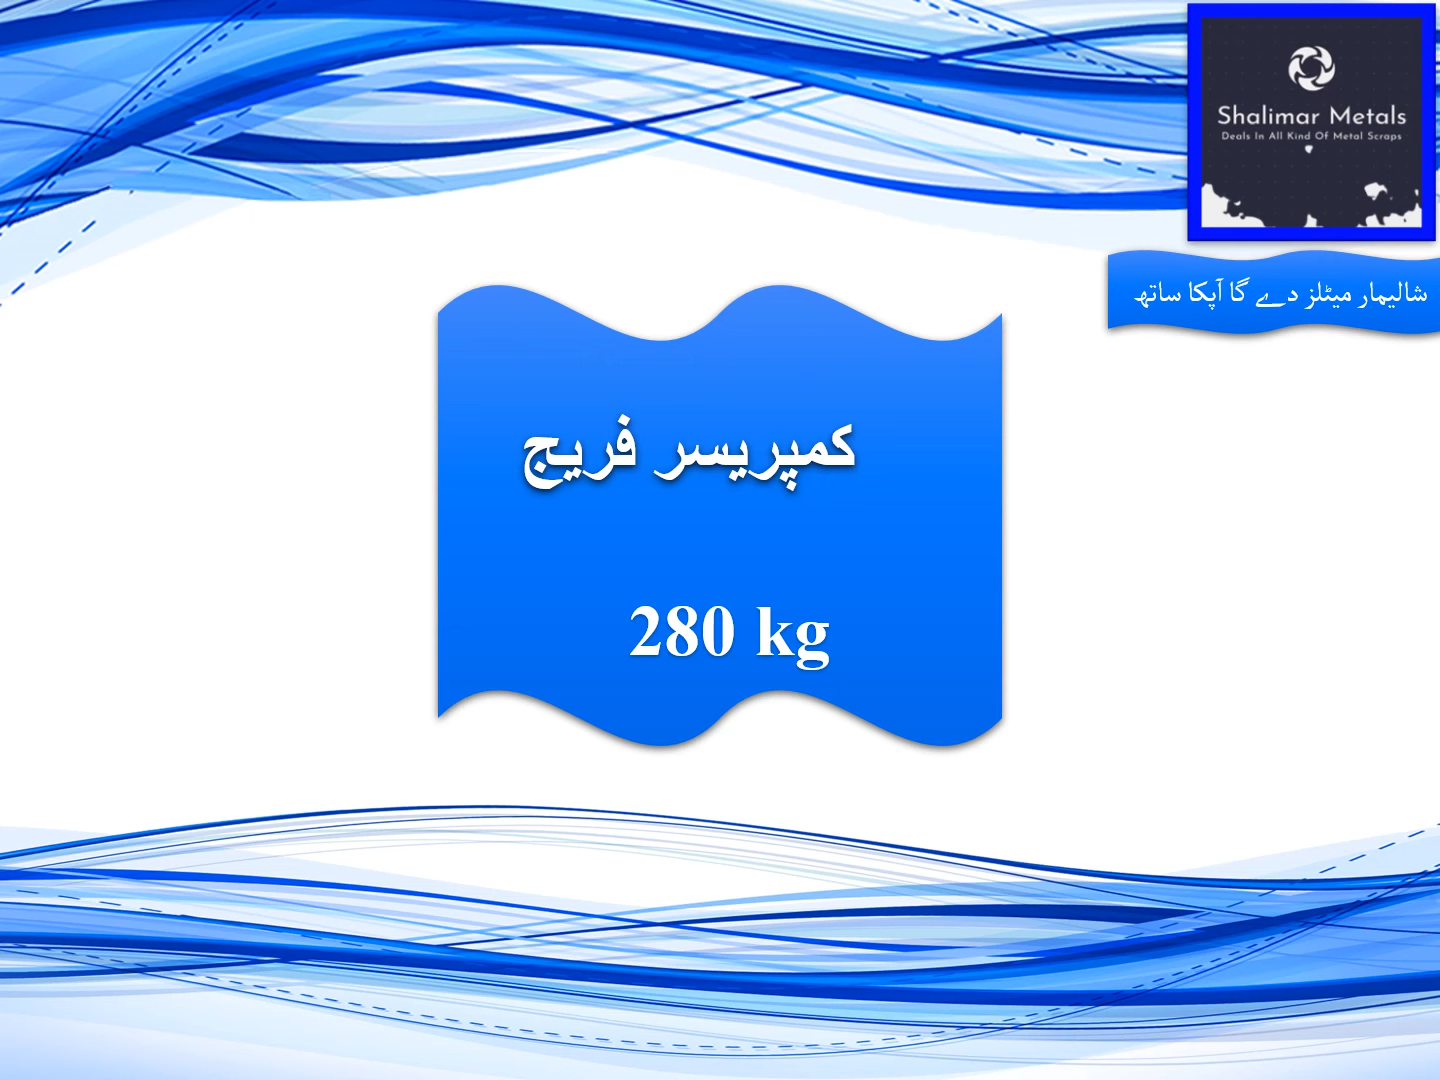 Shalimar Metals
Deals In All Kind Of Metal Scraps
شالیمار میٹلز دے گا آپکا ساتھ
کمپریسر فریج
280 kg